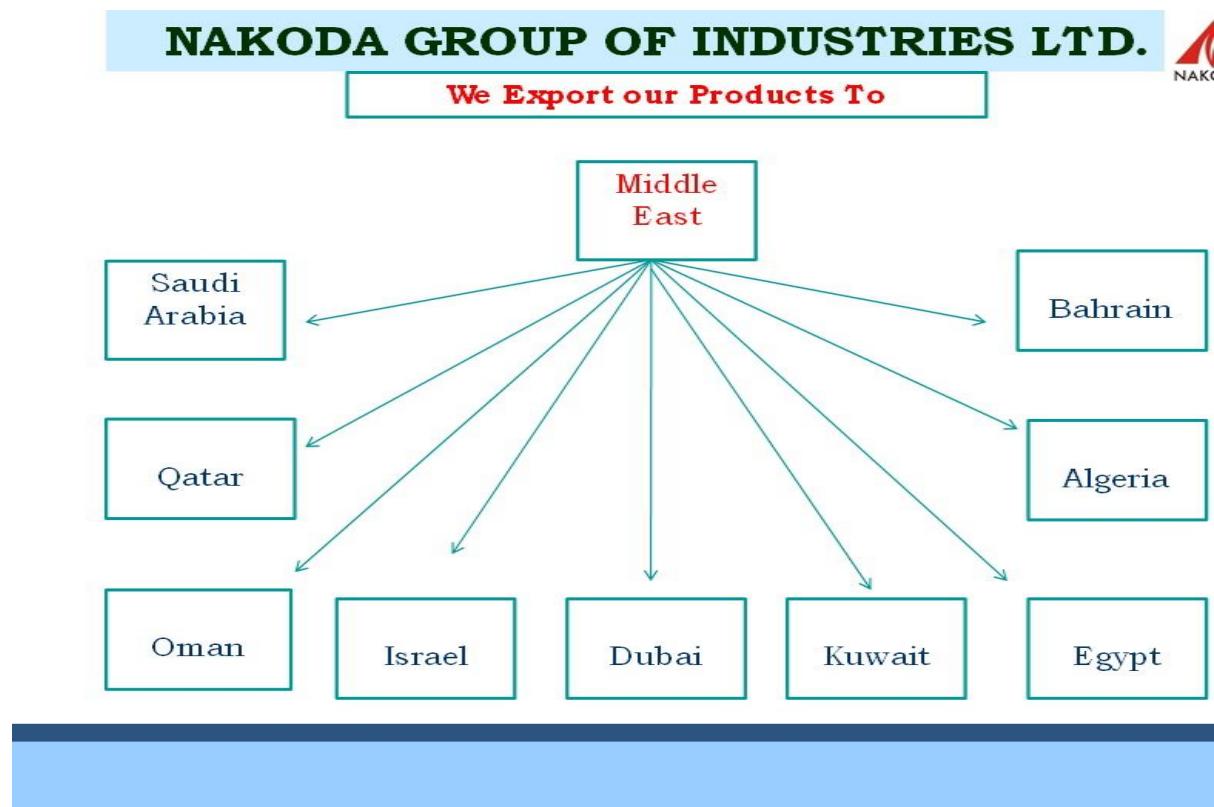 NAKODA GROUP OF INDUSTRIES LTD.
We Export our Products To
Middle
East
Saudi
Arabia
Bahrain
Qatar
Algeria
Oman
Israel
Dubai
Kuwait
Egypt